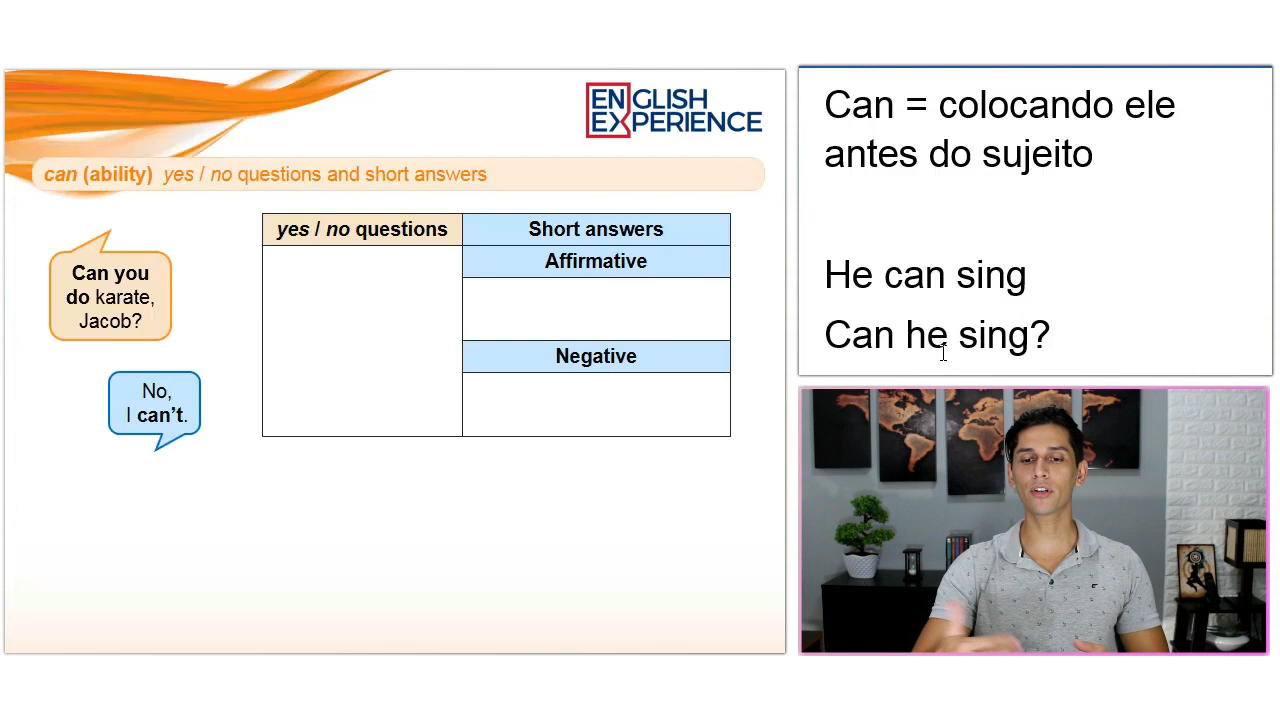 ENGLISH
EXPERIENCE
can (ability) yes / no questions and short answers
Can you
do karate,
Jacob?
No,
I can’t.
yes / no questions
Short answers
Affirmative
Negative
Can = colocando ele
antes do sujeito
He can sing
Can he sing?